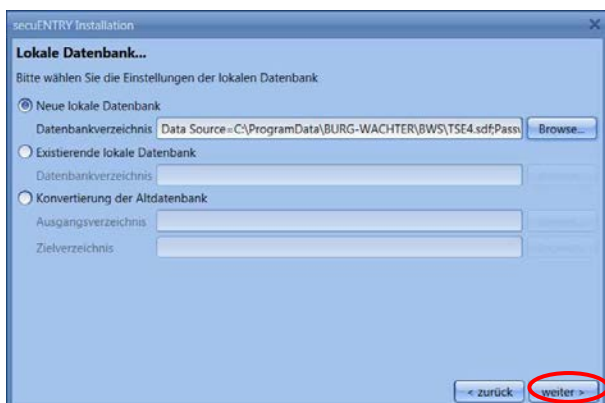 secuENTRY Installation
Lokale Datenbank...
Bitte wählen Sie die Einstellungen der lokalen Datenbank
Neue lokale Datenbank
Datenbankverzeichnis Data Source=C:\ProgramData\BURG-WACHTER\BWS\TSE4.sdf;Passw Browse...
Existierende lokale Datenbank
Datenbankverzeichnis
Konvertierung der Altdatenbank
Ausgangsverzeichnis
Zielverzeichnis
< zurück weiter >